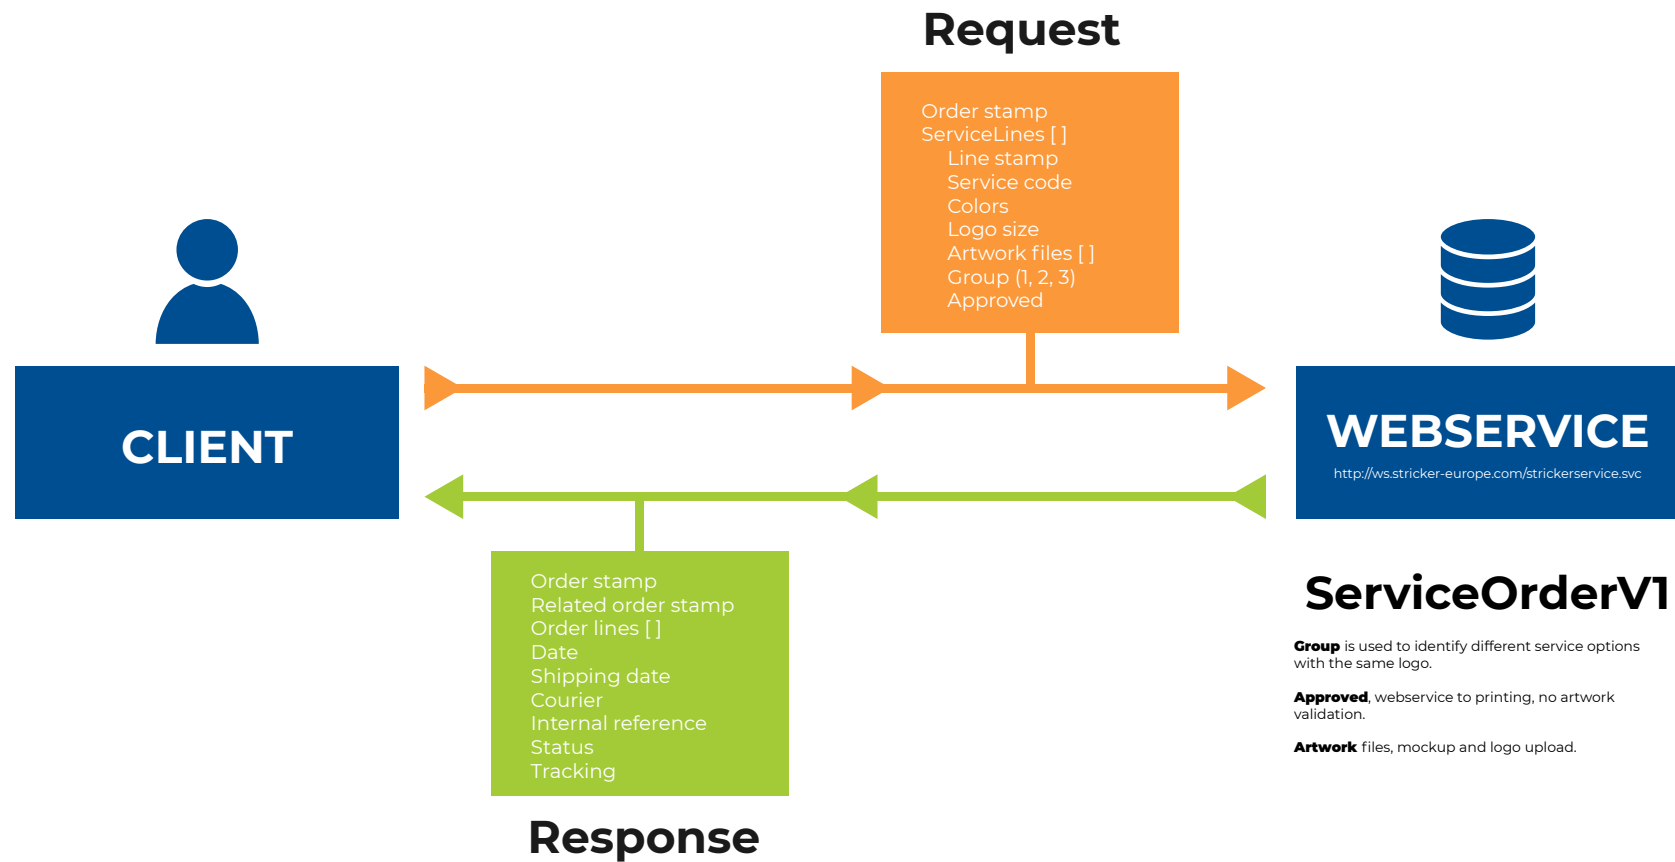 Request
Order stamp
ServiceLines [ ]
Line stamp
Service code
Colors
Logo size
Artwork files [ ]
Group (1, 2, 3)
Approved
CLIENT
WEBSERVICE
http://ws.stricker-europe.com/strickerservice.svc
Order stamp
Related order stamp
Order lines [ ]
Date
Shipping date
Courier
Internal reference
Status
Tracking
Response
ServiceOrderV1
Group is used to identify different service options
with the same logo.
Approved, webservice to printing, no artwork
validation.
Artwork files, mockup and logo upload.